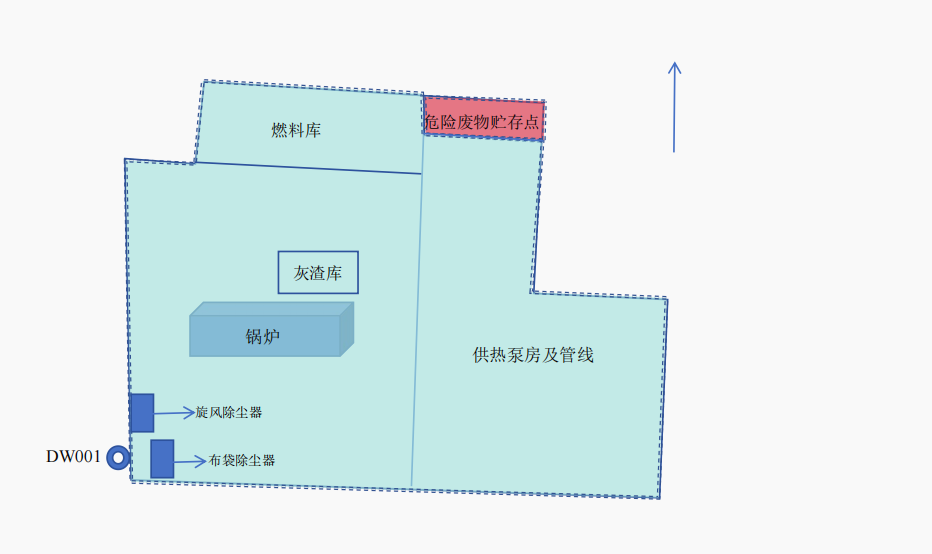 燃料库
危险废物贮存点
灰渣库
锅炉
供热泵房及管线
旋风除尘器
DW001
布袋除尘器